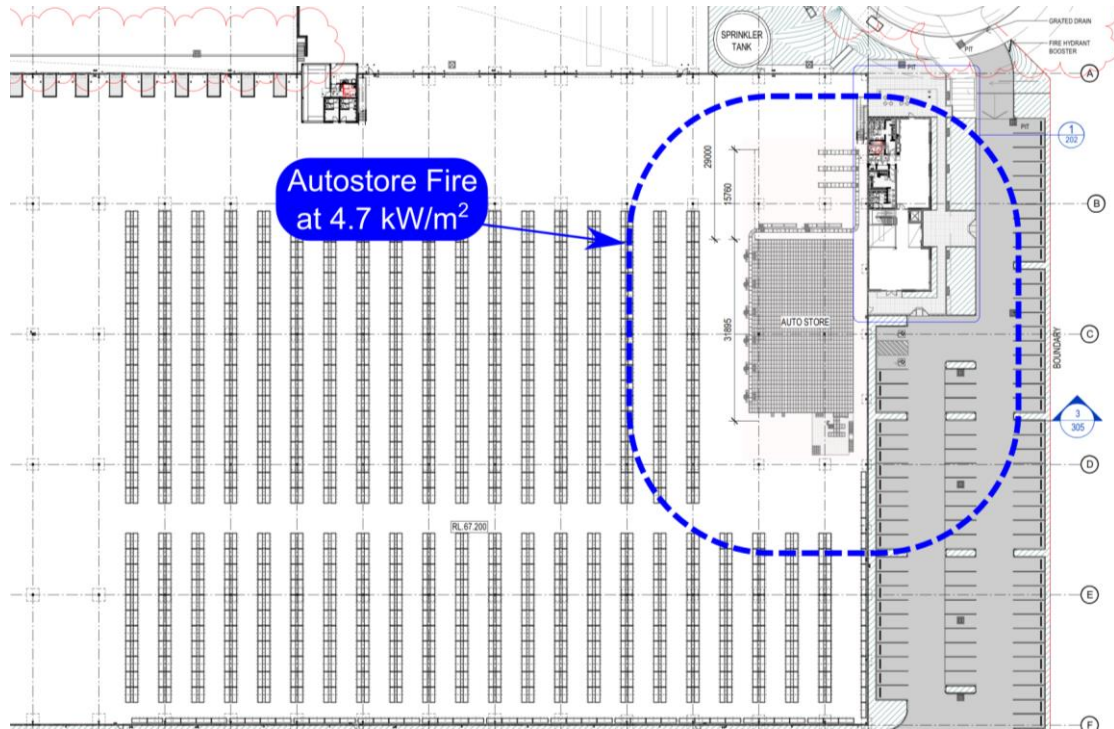 SPRINKLER
TANK
GRATED DRAIN
PIT
FIRE HYDRANT
BOOSTER
PIT
A
PIT
1
202
29000
15760
Autostore Fire
at 4.7 kW/m²
B
31895
AUTO STORE
C
BOUNDARY
3
305
D
RL.67.200
E
F